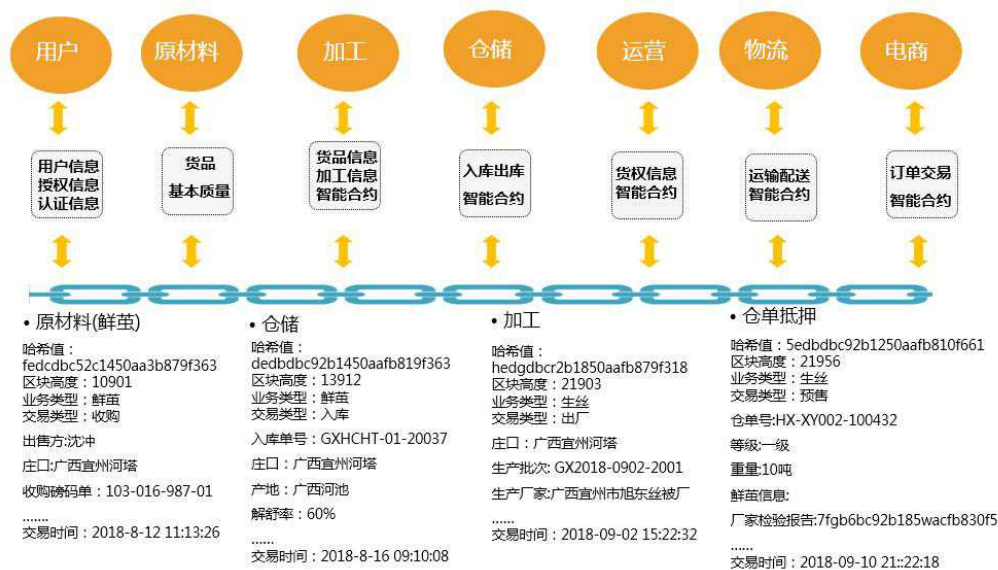 用户
原材料
加工
仓储
运营
物流
电商
用户信息
授权信息
认证信息
货品
基本质量
货品信息
加工信息
智能合约
入库出库
智能合约
货权信息
智能合约
运输配送
智能合约
订单交易
智能合约
• 原材料(鲜茧)
哈希值：
fedcdbc52c1450aa3b879f363
区块高度：10901
业务类型：鲜茧
交易类型：收购
出售方:沈冲
庄口:广西宜州河塔
收购磅码单：103-016-987-01
.......
交易时间：2018-8-12 11:13:26
• 仓储
哈希值：
dedbdbc92b1450aafb819f363
区块高度：13912
业务类型：鲜茧
交易类型：入库
入库单号：GXHCHT-01-20037
庄口：广西宜州河塔
产地：广西河池
解舒率：60%
......
交易时间：2018-8-16 09:10:08
• 加工
哈希值：
hedgdbcr2b1850aafb879f318
区块高度：21903
业务类型：生丝
交易类型：出厂
庄口：广西宜州河塔
生产批次: GX2018-0902-2001
生产厂家:广西宜州市旭东丝被厂
......
交易时间：2018-09-02 15:22:32
• 仓单抵押
哈希值：5edbdbc92b1250aafb810f661
区块高度：21956
业务类型：生丝
交易类型：预售
仓单号:HX-XY002-100432
等级:一级
重量:10吨
鲜茧信息:
厂家检验报告:7fgb6bc92b185wacfb830f5
......
交易时间：2018-09-10 21::22:18